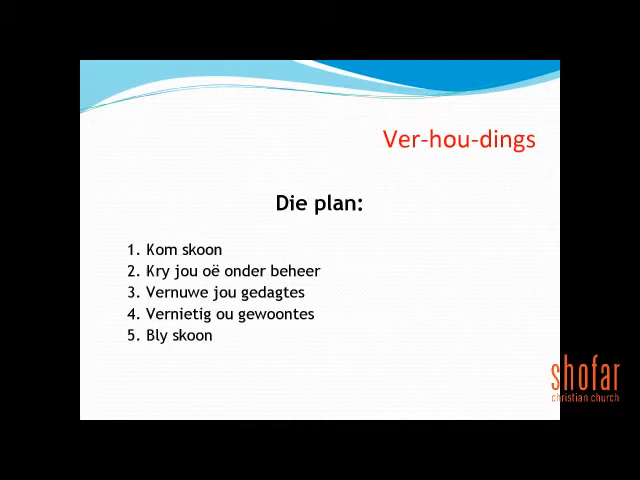 Ver-hou-dings
Die plan:
1. Kom skoon
2. Kry jou oë onder beheer
3. Vernuwe jou gedagtes
4. Vernietig ou gewoontes
5. Bly skoon
shofar
christian church